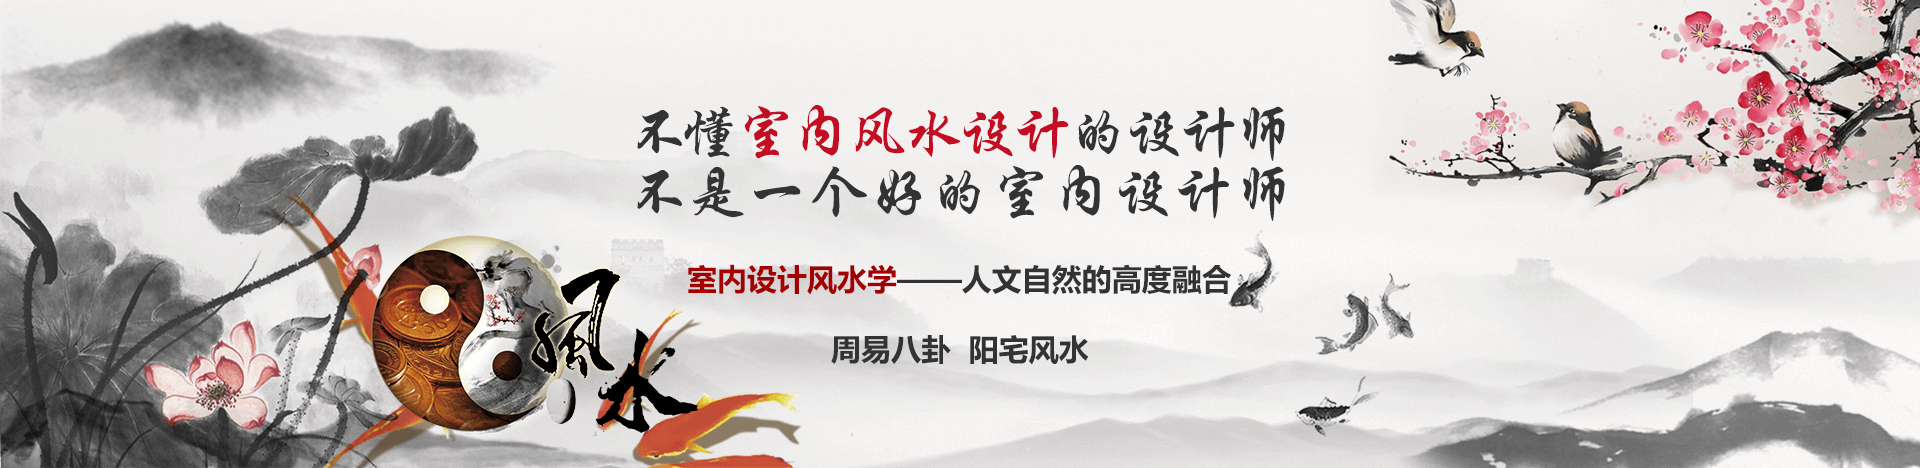 不懂室内风水设计的设计师
不是一个好的室内设计师
室内设计风水学——人文自然的高度融合
周易八卦 阳宅风水
風水